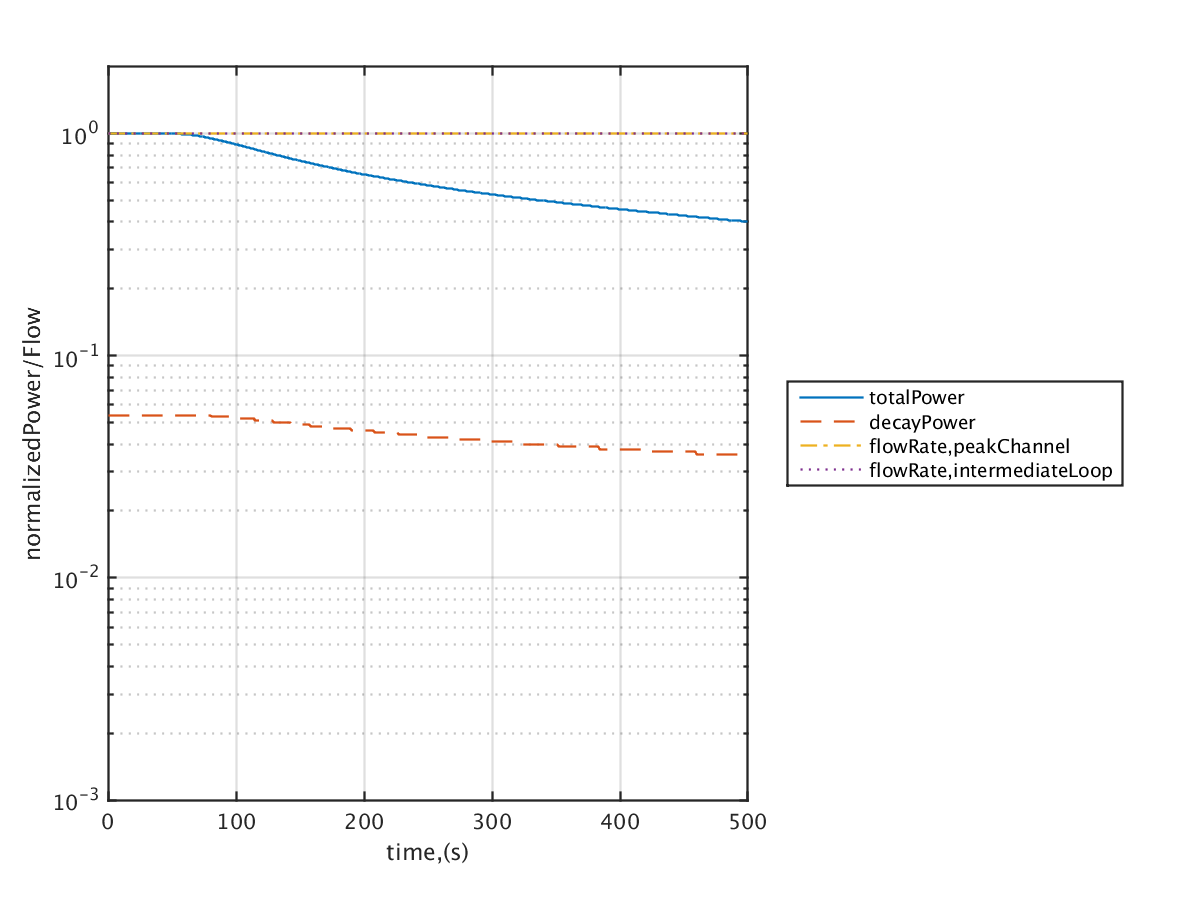 10^0
10^-1
10^-2
10^-3
normalizedPower/Flow
0 100 200 300 400 500
time,(s)
totalPower
decayPower
flowRate,peakChannel
flowRate,intermediateLoop